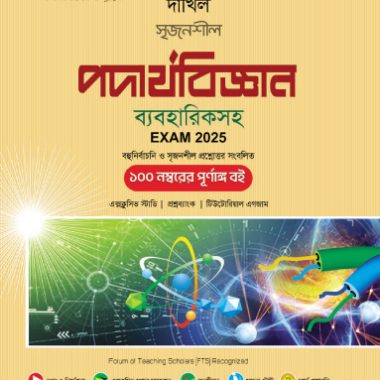 দাখিল
সৃজনশীল
পদার্থবিজ্ঞান
ব্যবহারিকসহ
EXAM 2025
বহুনির্বাচনি ও সৃজনশীল প্রশ্নোত্তর সংবলিত
১০০ নম্বরের পূর্ণাঙ্গ বই
এক্সক্লুসিভ স্টাডি | প্রশ্নব্যাংক | টিউটোরিয়াল এগজাম
Forum of Teaching Scholars [FTS] Recognized